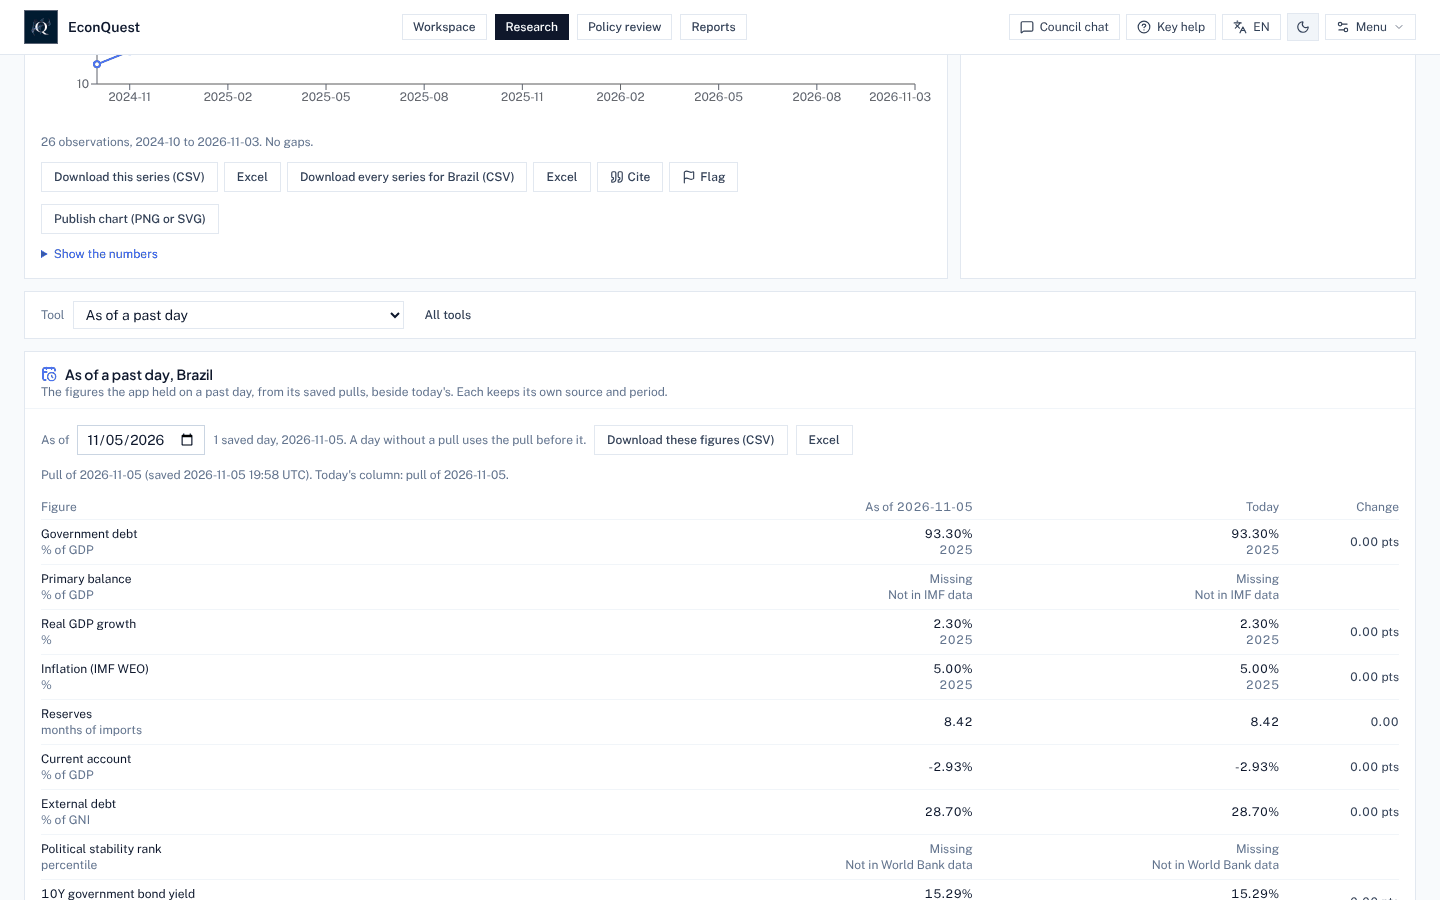 EconQuest
Workspace
Research
Policy review
Reports
Council chat
Key help
EN
Menu
10
2024-11 2025-02 2025-05 2025-08 2025-11 2026-02 2026-05 2026-08 2026-11-03
26 observations, 2024-10 to 2026-11-03. No gaps.
Download this series (CSV) Excel Download every series for Brazil (CSV) Excel Cite Flag
Publish chart (PNG or SVG)
Show the numbers
Tool As of a past day All tools
As of a past day, Brazil
The figures the app held on a past day, from its saved pulls, beside today's. Each keeps its own source and period.
As of 11/05/2026 1 saved day, 2026-11-05. A day without a pull uses the pull before it. Download these figures (CSV) Excel
Pull of 2026-11-05 (saved 2026-11-05 19:58 UTC). Today's column: pull of 2026-11-05.
Figure As of 2026-11-05 Today Change
Government debt 93.30% 93.30% 0.00 pts
% of GDP 2025 2025
Primary balance Missing Missing
% of GDP Not in IMF data Not in IMF data
Real GDP growth 2.30% 2.30% 0.00 pts
% 2025 2025
Inflation (IMF WEO) 5.00% 5.00% 0.00 pts
% 2025 2025
Reserves 8.42 8.42 0.00
months of imports
Current account -2.93% -2.93% 0.00 pts
% of GDP
External debt 28.70% 28.70% 0.00 pts
% of GNI
Political stability rank Missing Missing
percentile Not in World Bank data Not in World Bank data
10Y government bond yield 15.29% 15.29%